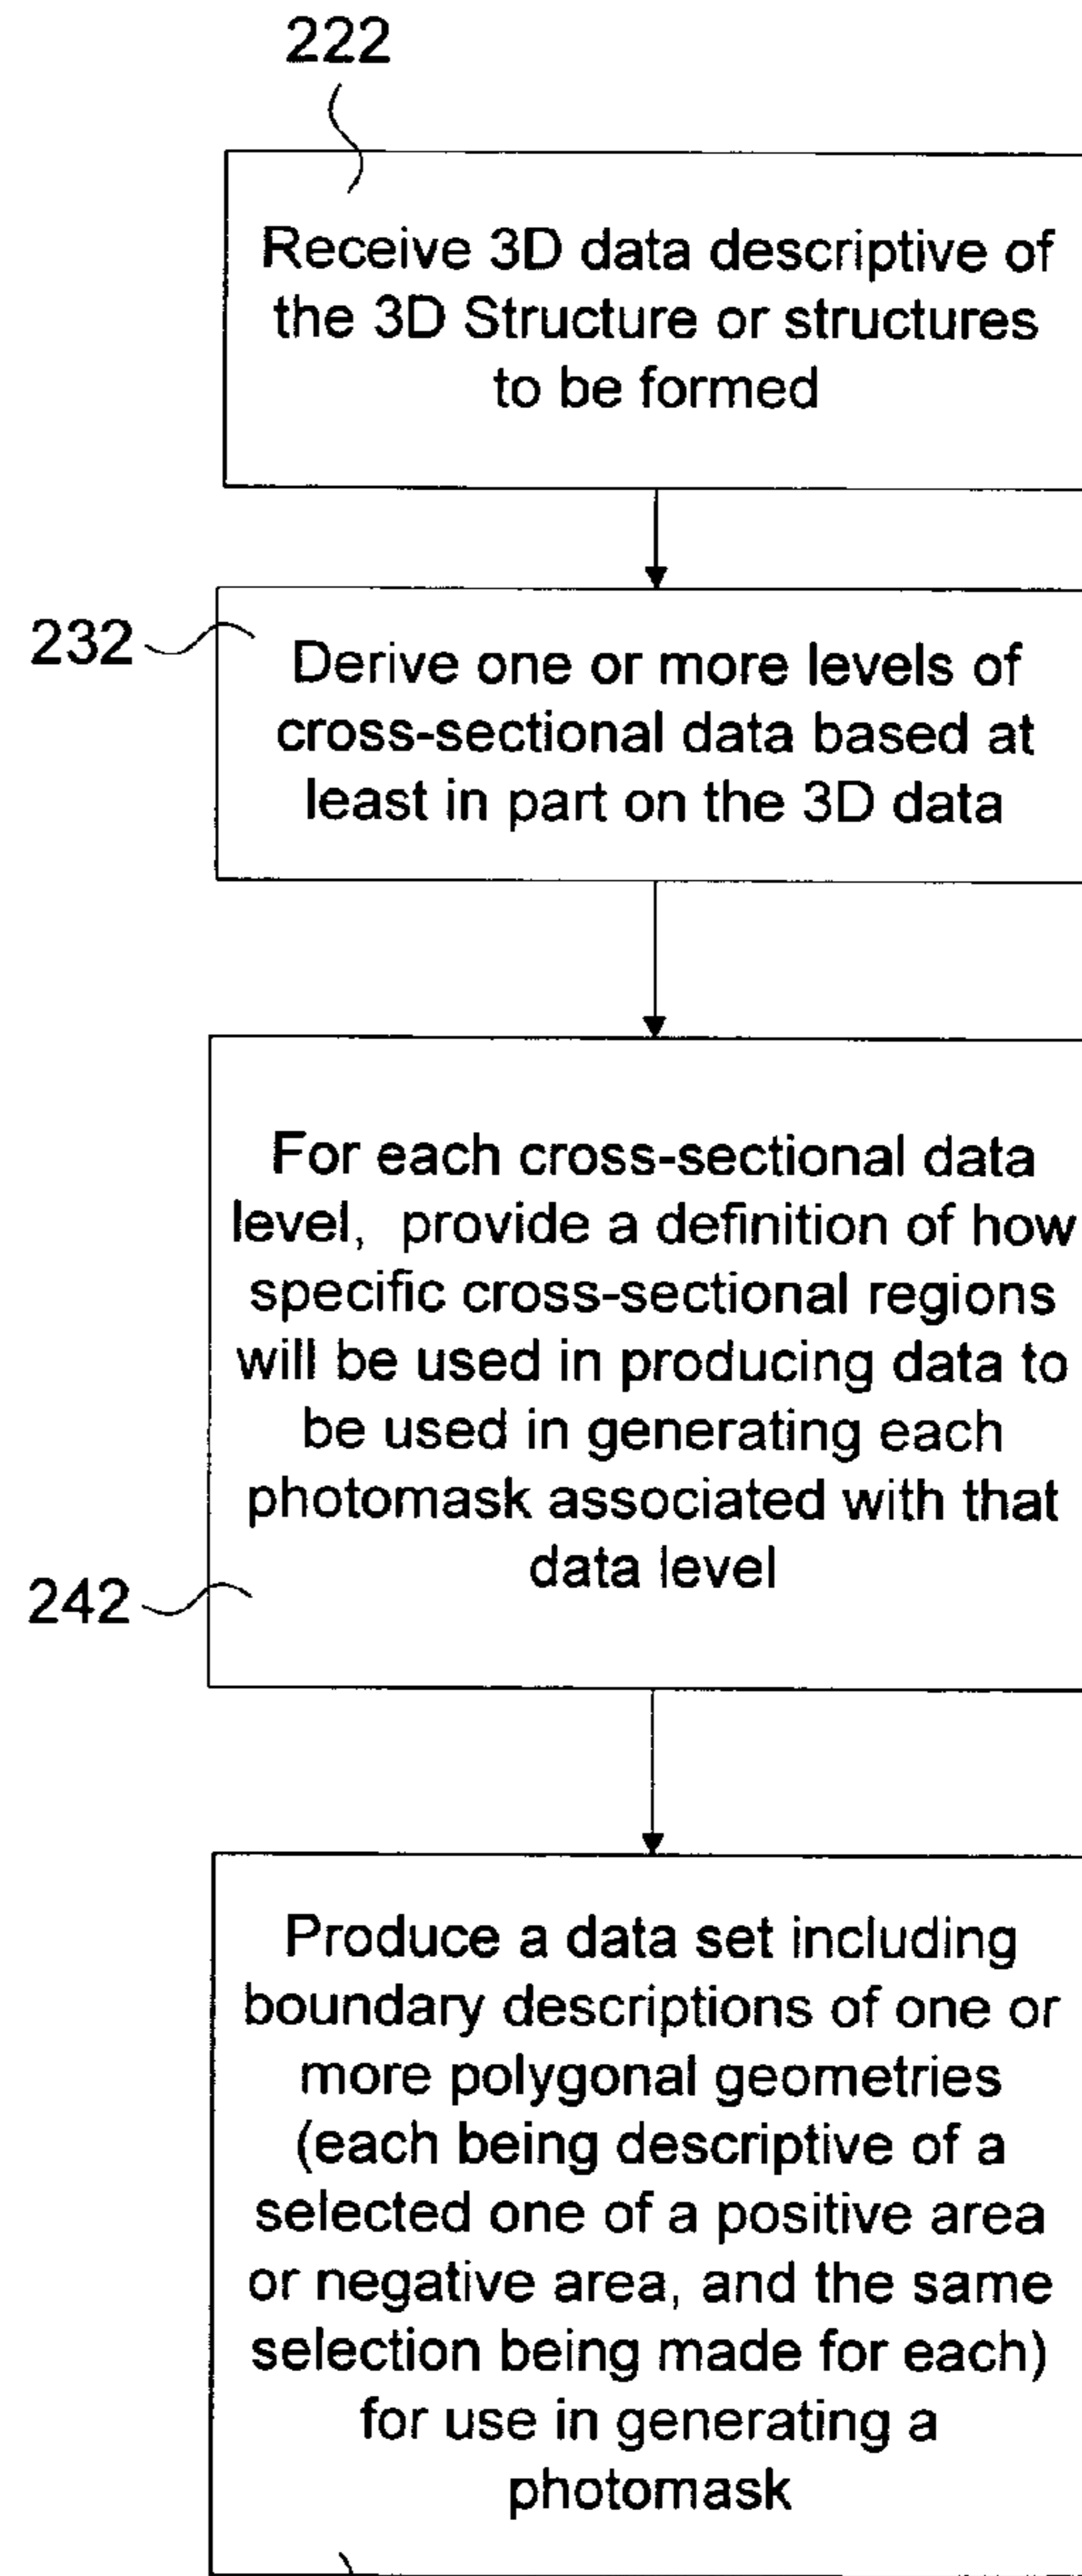 222
Receive 3D data descriptive of
the 3D Structure or structures
to be formed
232
Derive one or more levels of
cross-sectional data based at
least in part on the 3D data
For each cross-sectional data
level, provide a definition of how
specific cross-sectional regions
will be used in producing data to
be used in generating each
photomask associated with that
data level
242
Produce a data set including
boundary descriptions of one or
more polygonal geometries
(each being descriptive of a
selected one of a positive area
or negative area, and the same
selection being made for each)
for use in generating a
photomask